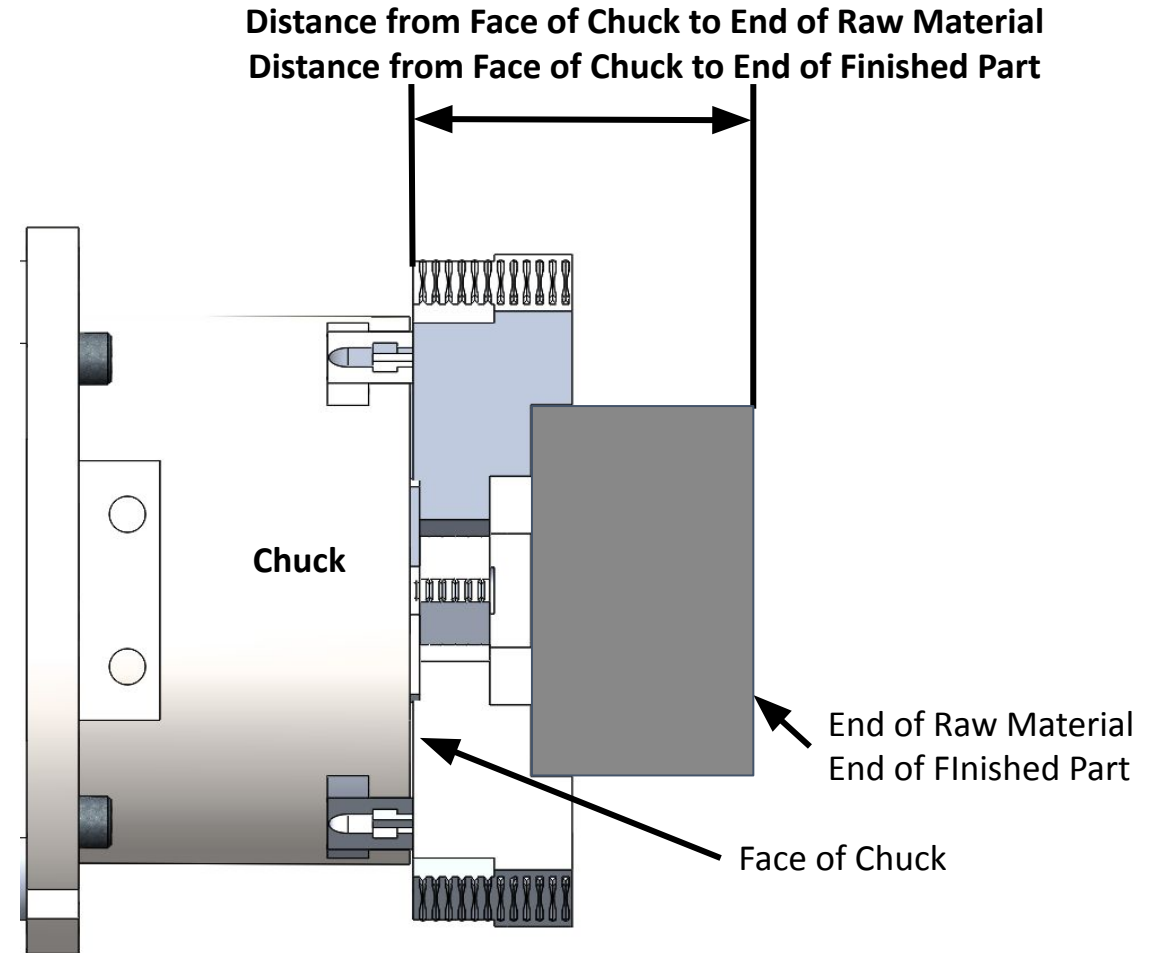 Distance from Face of Chuck to End of Raw Material
Distance from Face of Chuck to End of Finished Part
Chuck
End of Raw Material
End of FInished Part
Face of Chuck